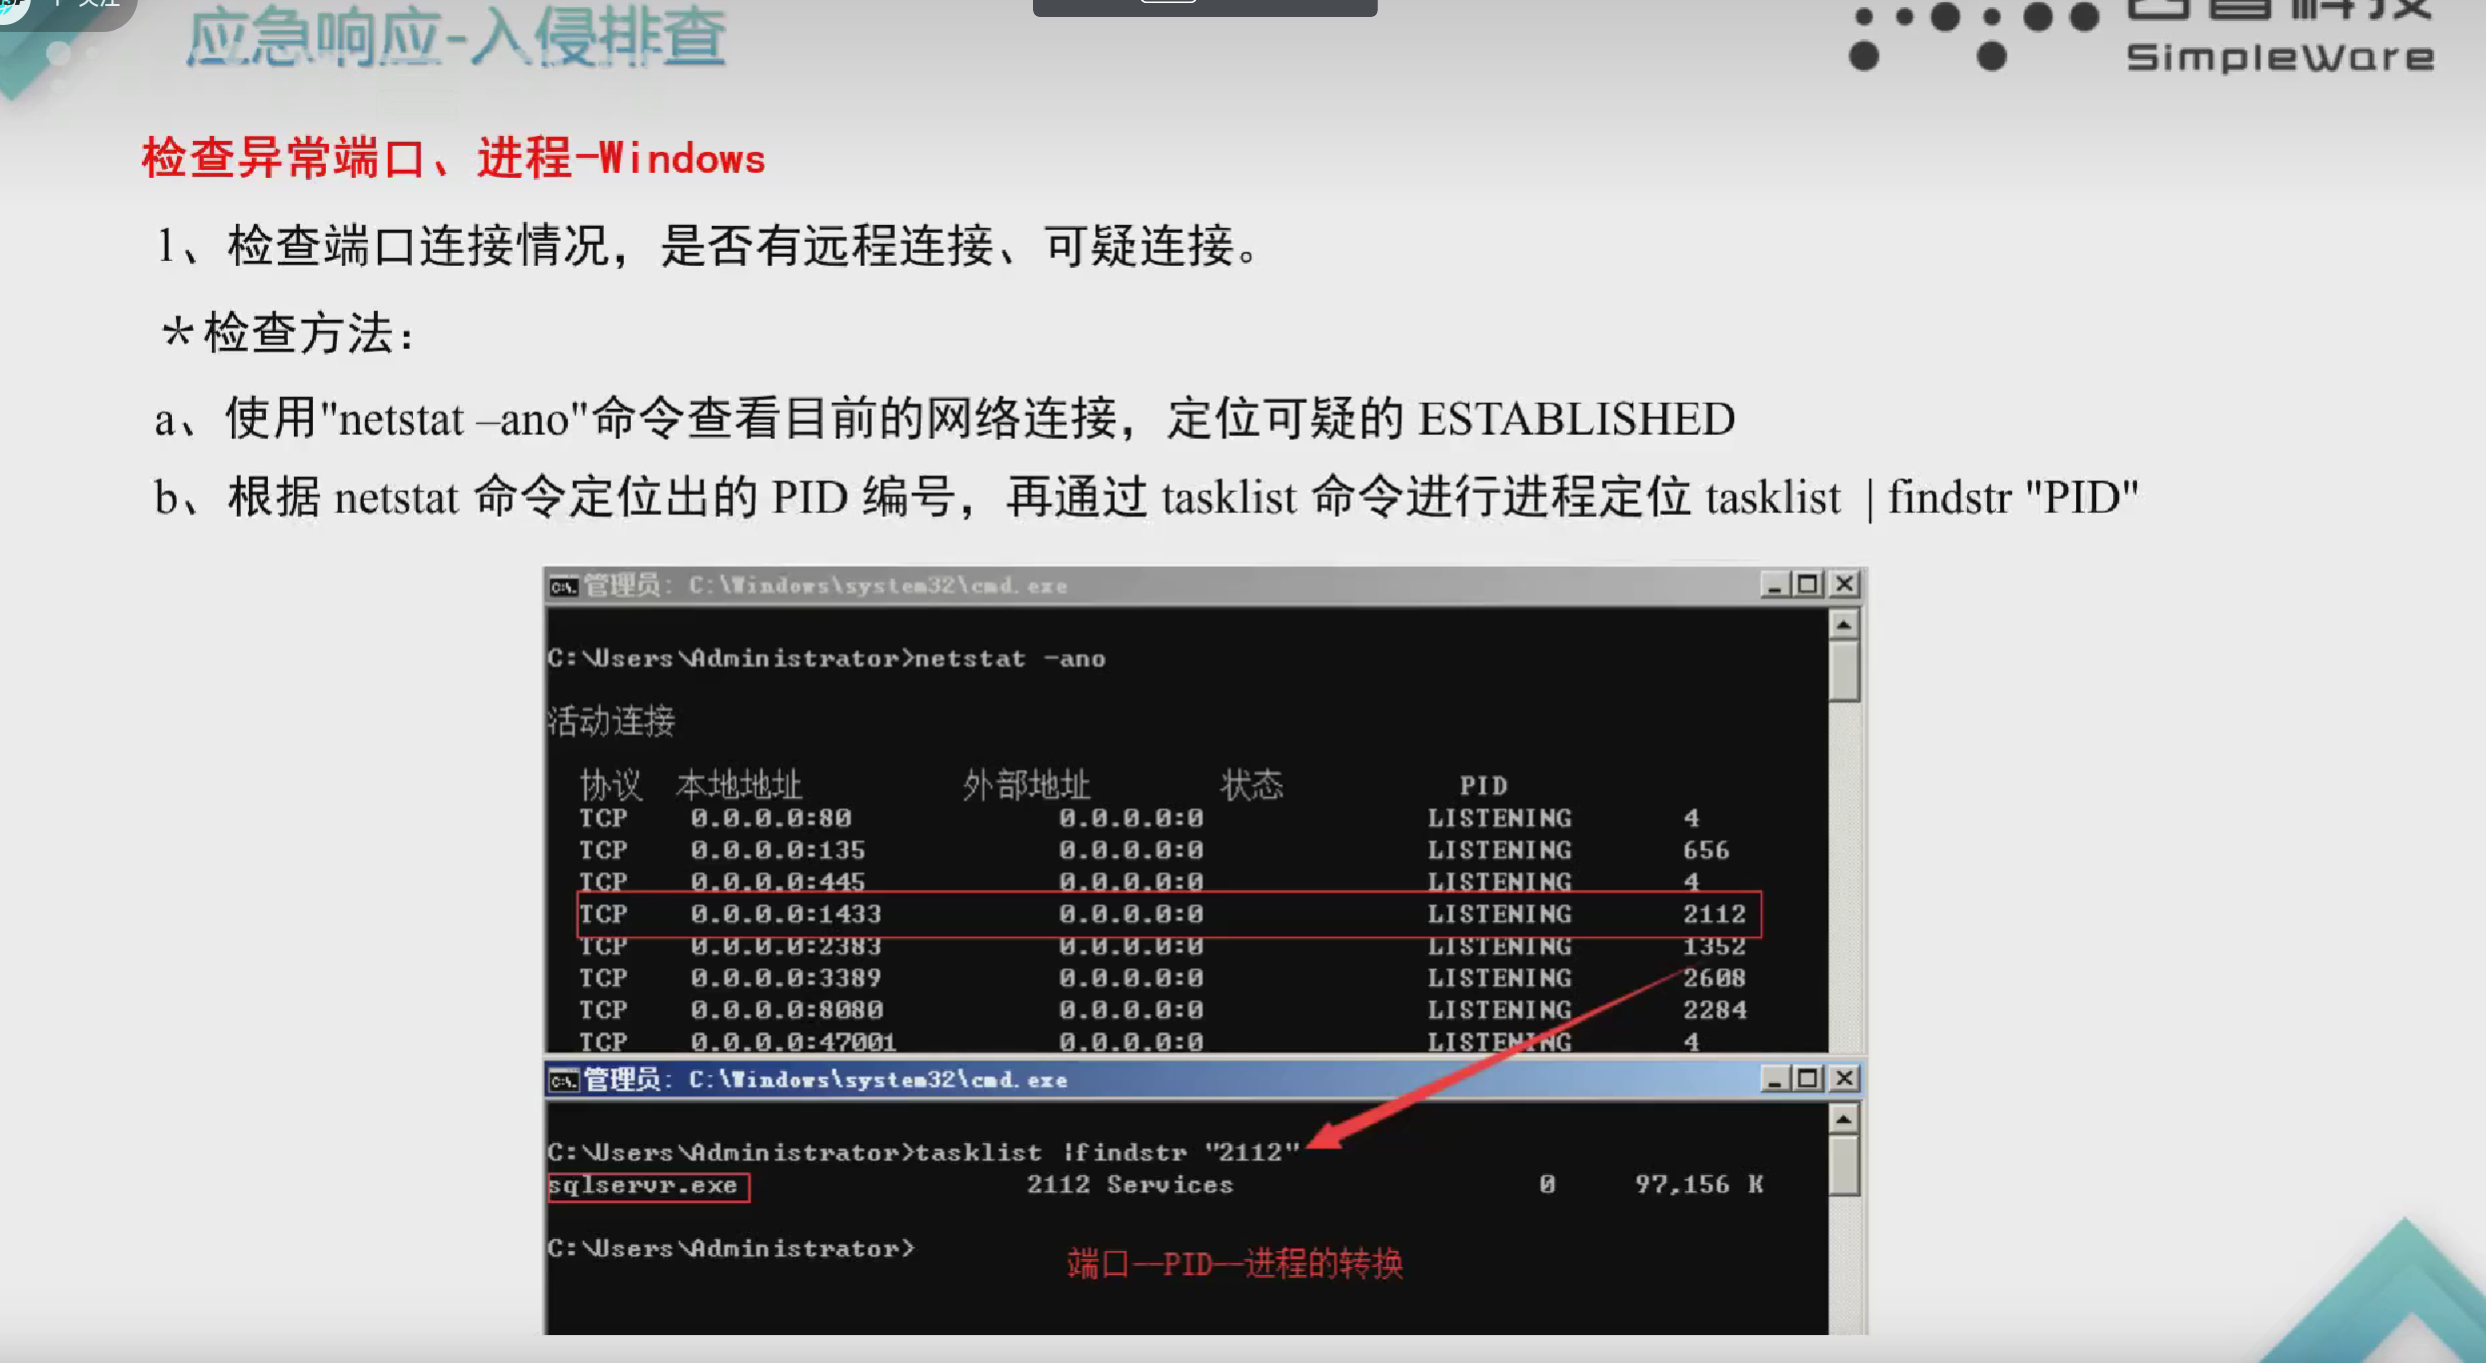 关注
应急响应-入侵排查
SimpleWare
检查异常端口、进程-Windows
1、检查端口连接情况，是否有远程连接、可疑连接。
*检查方法：
a、使用"netstat –ano"命令查看目前的网络连接，定位可疑的 ESTABLISHED
b、根据 netstat 命令定位出的 PID 编号，再通过 tasklist 命令进行进程定位 tasklist | findstr "PID"
管理员: C:\Windows\system32\cmd.exe
C:\Users\Administrator>netstat -ano
活动连接
协议 本地地址 外部地址 状态 PID
TCP 0.0.0.0:80 0.0.0.0:0 LISTENING 4
TCP 0.0.0.0:135 0.0.0.0:0 LISTENING 656
TCP 0.0.0.0:445 0.0.0.0:0 LISTENING 4
TCP 0.0.0.0:1433 0.0.0.0:0 LISTENING 2112
TCP 0.0.0.0:2383 0.0.0.0:0 LISTENING 1352
TCP 0.0.0.0:3389 0.0.0.0:0 LISTENING 2608
TCP 0.0.0.0:8080 0.0.0.0:0 LISTENING 2284
TCP 0.0.0.0:47001 0.0.0.0:0 LISTENING 4
管理员: C:\Windows\system32\cmd.exe
C:\Users\Administrator>tasklist |findstr "2112"
sqlservr.exe 2112 Services 0 97,156 K
C:\Users\Administrator>
端口--PID--进程的转换